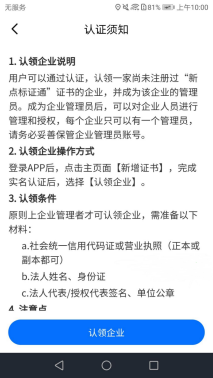 无服务
81% 上午10:00
认证须知
1. 认领企业说明
用户可以通过认证，认领一家尚未注册过“新
点标证通”证书的企业，并成为该企业的管理
员。成为企业管理员后，可以对企业人员进行
管理和授权，每个企业只可以有一个管理员，
请务必妥善保管企业管理员账号。
2. 认领企业操作方式
登录APP后，点击主页面【新增证书】，完成
实名认证后，选择【认领企业】。
3. 认领条件
原则上企业管理者才可认领企业，需准备以下
材料：
a.社会统一信用代码证或营业执照（正本或
副本都可）
b.法人姓名、身份证
c.法人代表/授权代表签名、单位公章
4. 注意点
认领企业